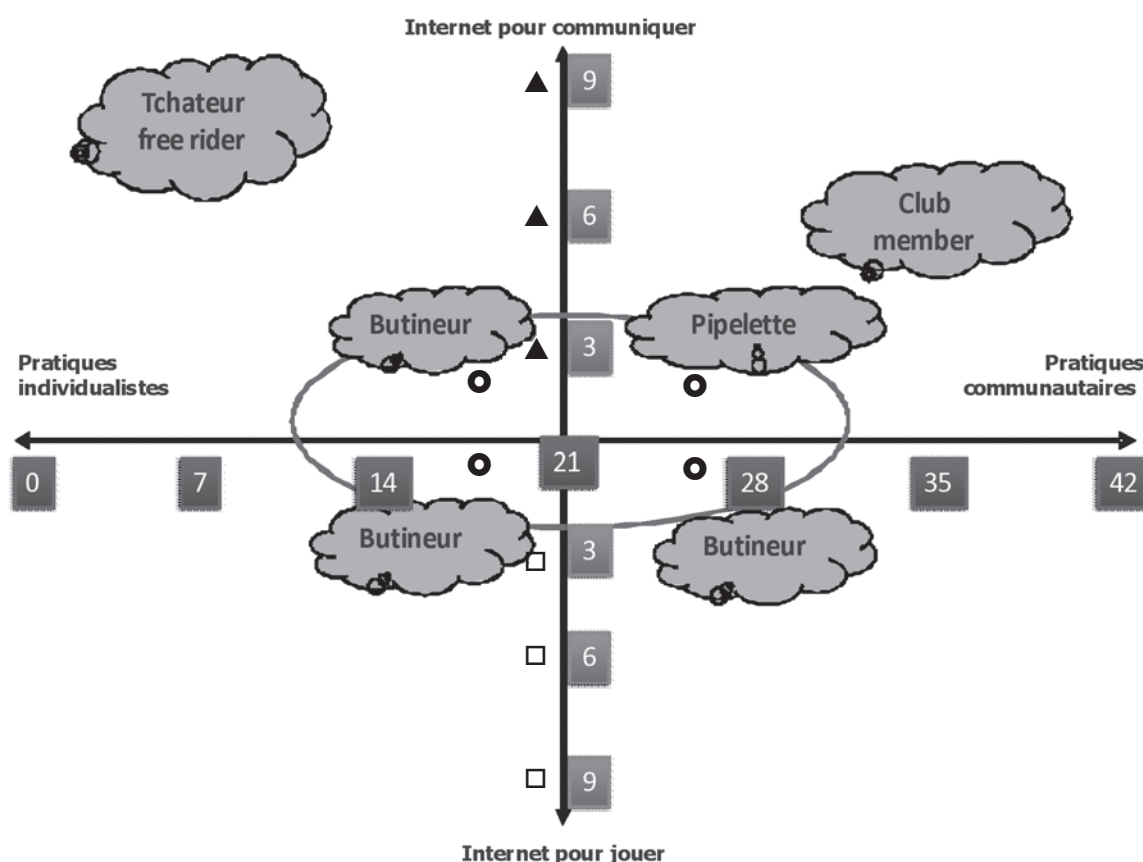 Internet pour communiquer
9
Tchateur
free rider
6
Club
member
Butineur
Pipelette
3
Pratiques
individualistes
Pratiques
communautaires
0
7
14
21
28
35
42
Butineur
3
Butineur
6
9
Internet pour jouer